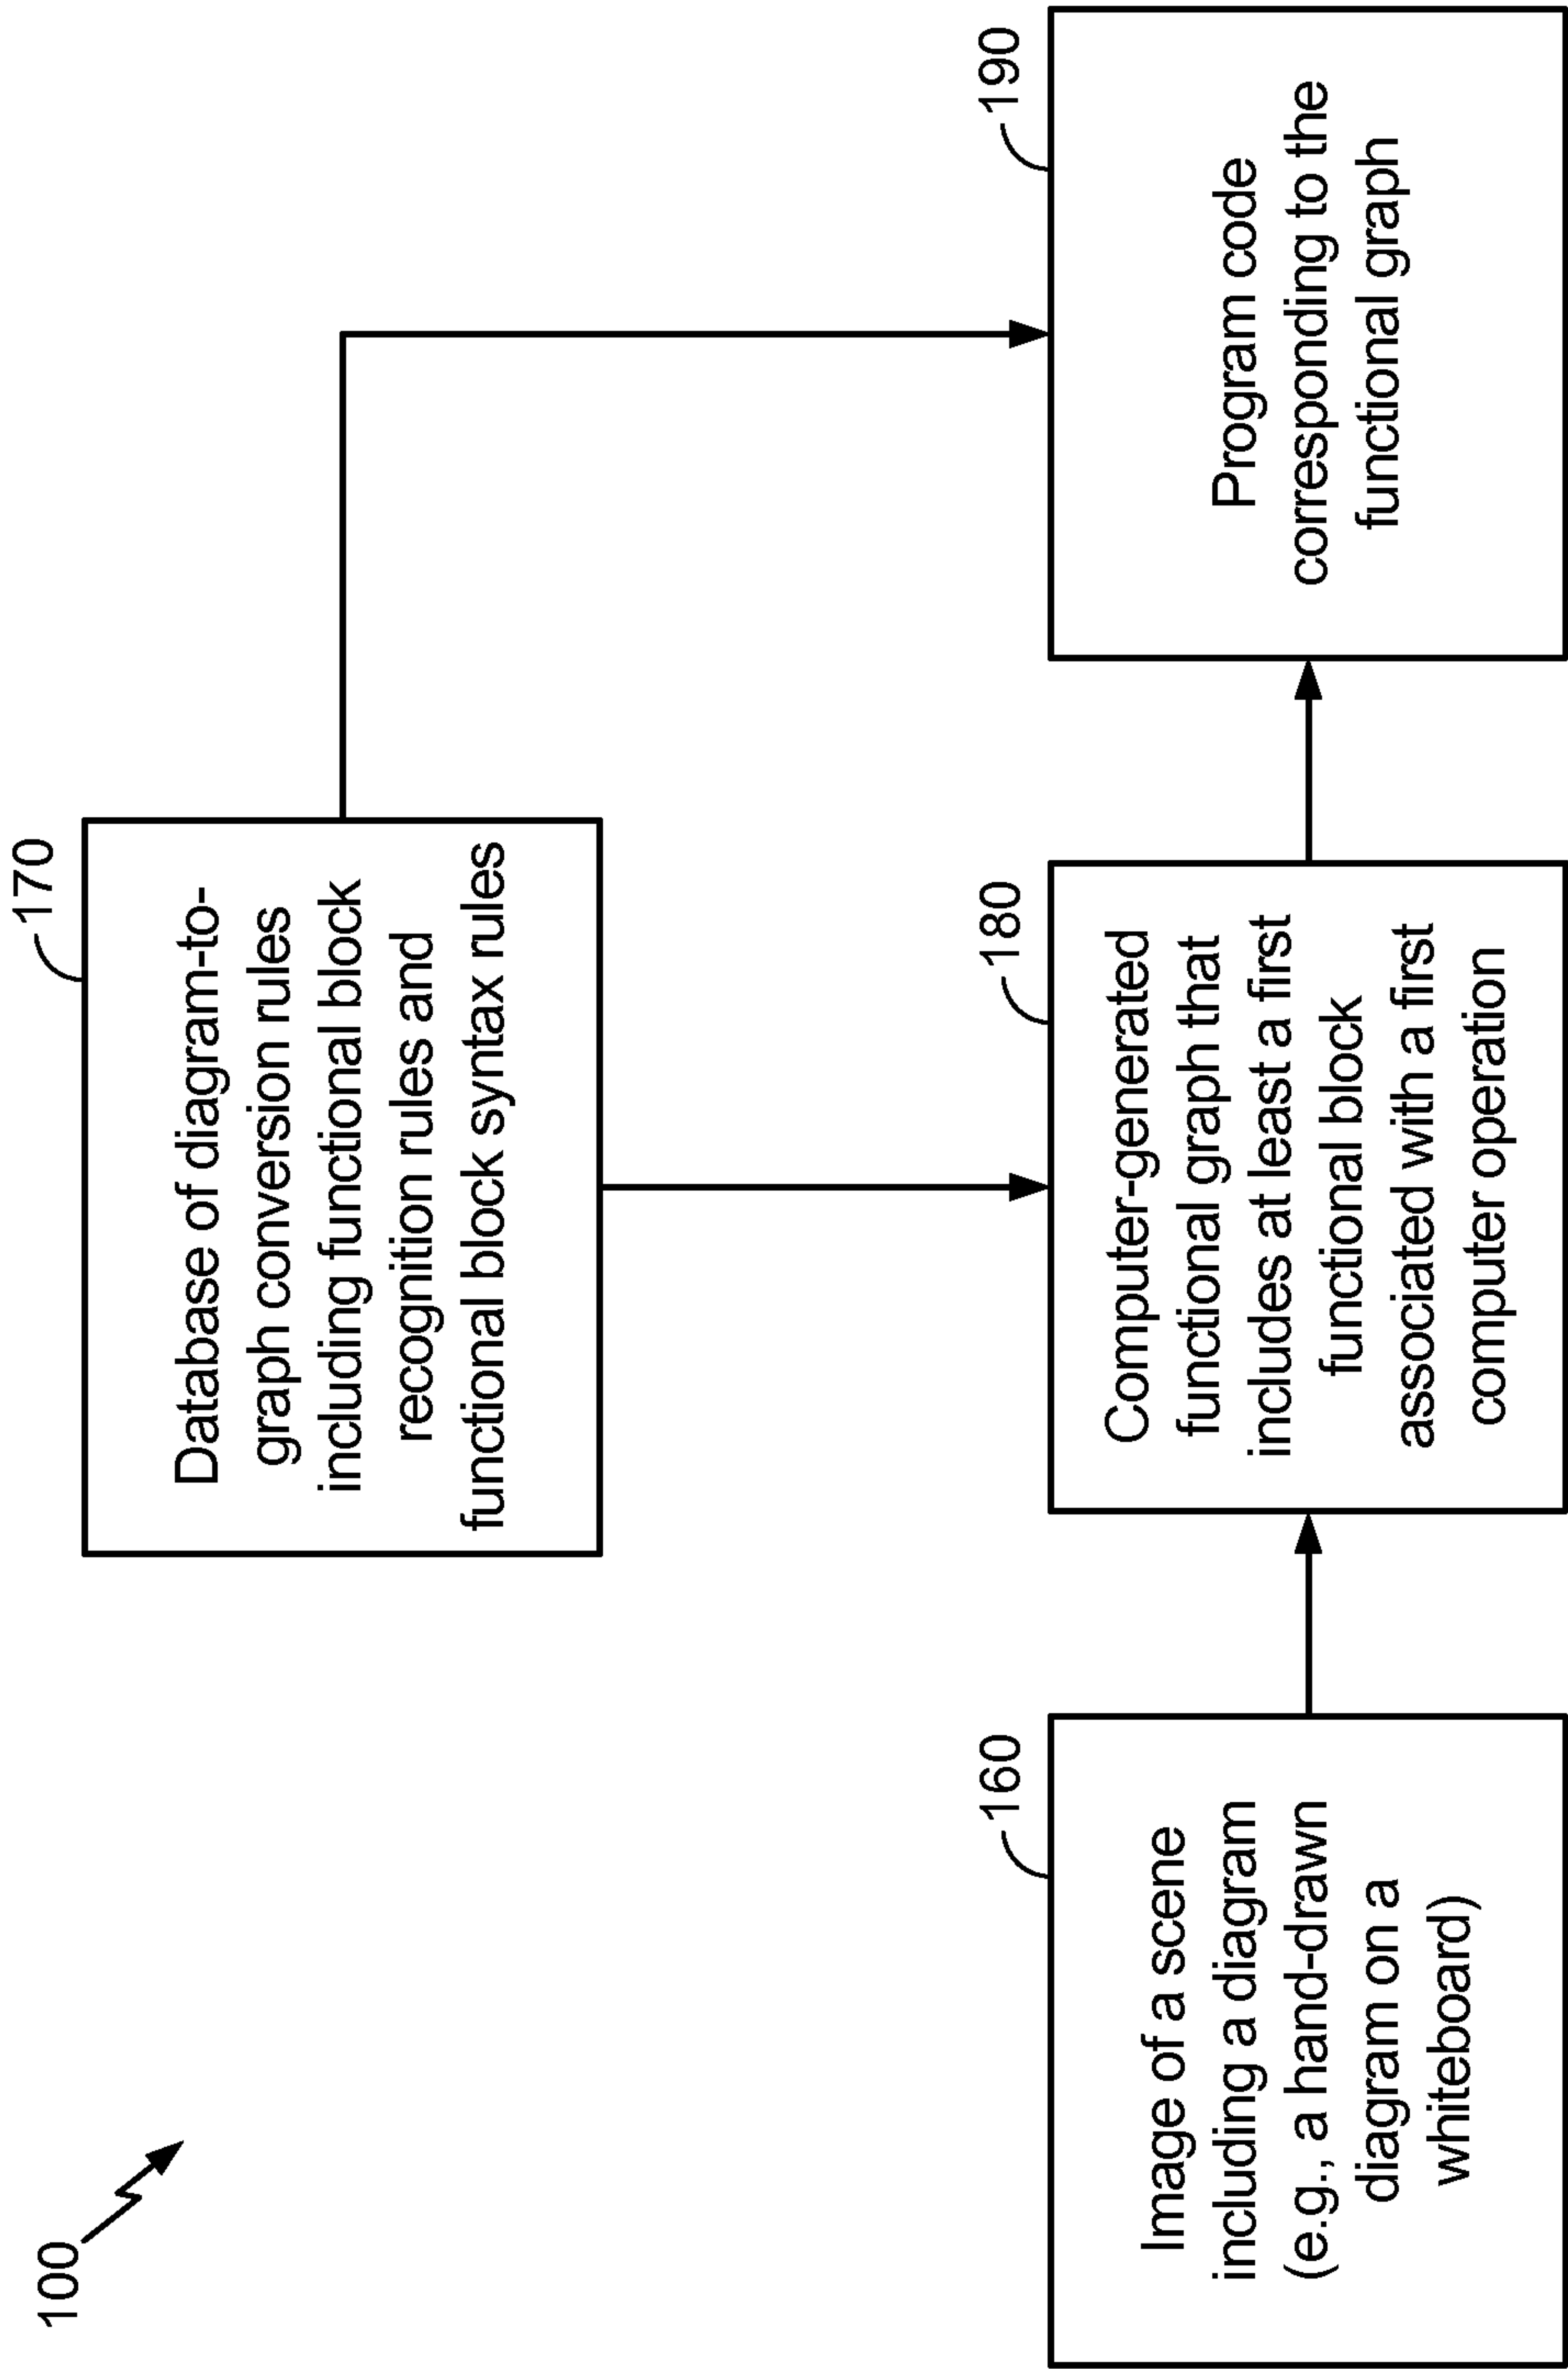 100
170
Database of diagram-to-
graph conversion rules
including functional block
recognition rules and
functional block syntax rules
160
Image of a scene
including a diagram
(e.g., a hand-drawn
diagram on a
whiteboard)
180
Computer-generated
functional graph that
includes at least a first
functional block
associated with a first
computer operation
190
Program code
corresponding to the
functional graph